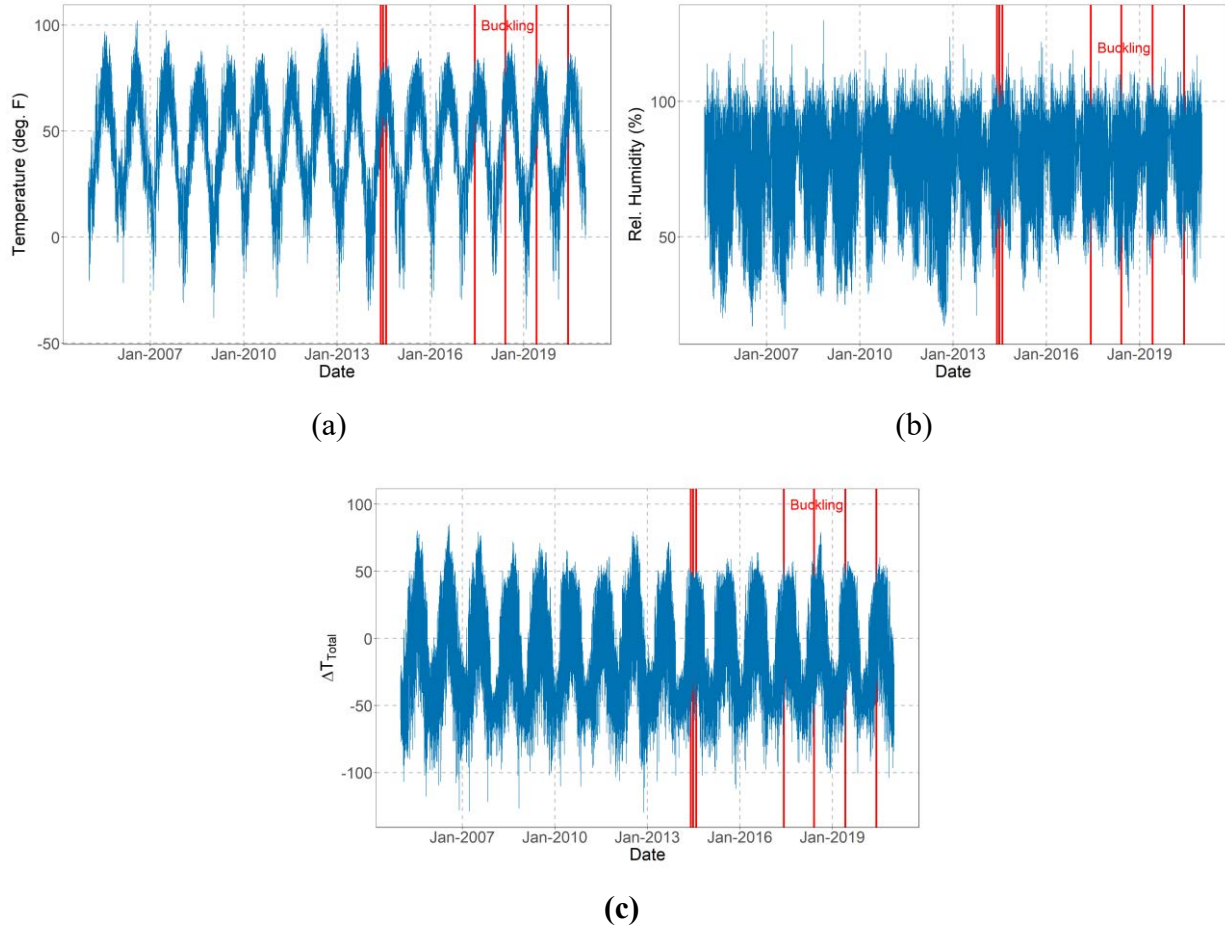 Temperature (deg. F)
100
50
0
-50
Buckling
Jan-2007 Jan-2010 Jan-2013 Jan-2016 Jan-2019
Date
(a)
Rel. Humidity (%)
100
50
Buckling
Jan-2007 Jan-2010 Jan-2013 Jan-2016 Jan-2019
Date
(b)
ΔT_Total
100
50
0
-50
-100
Buckling
Jan-2007 Jan-2010 Jan-2013 Jan-2016 Jan-2019
Date
(c)